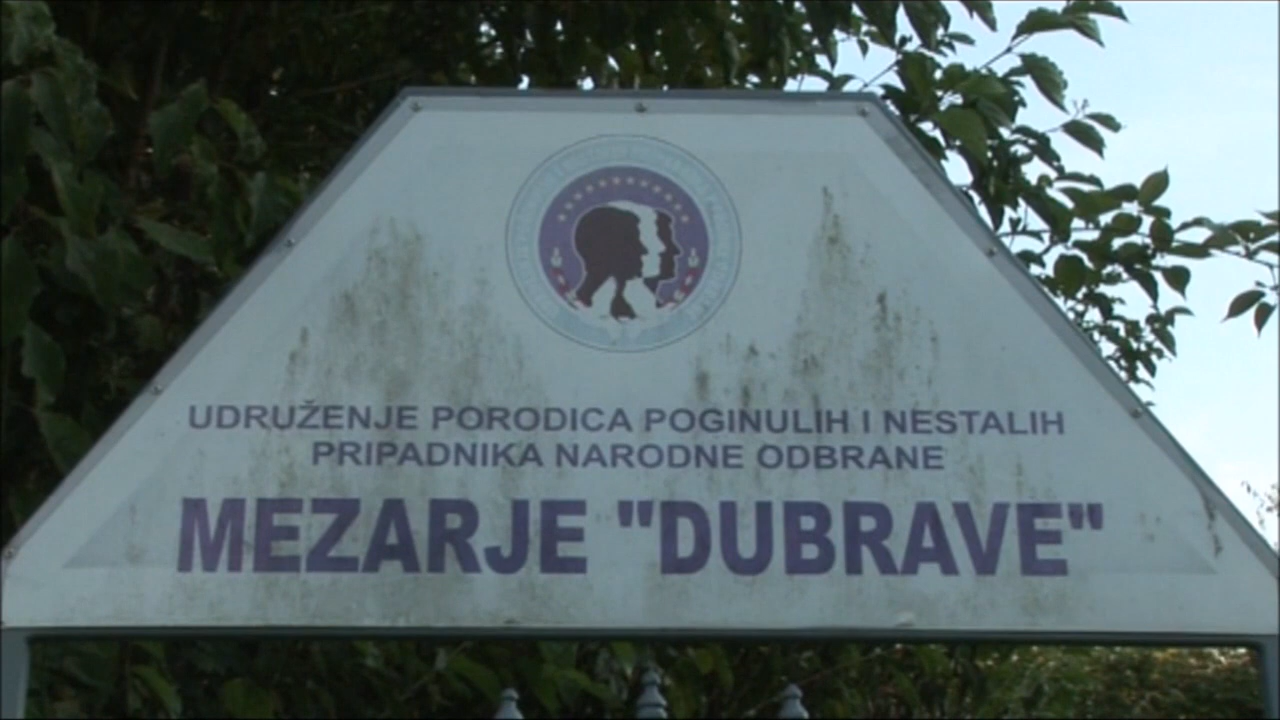 UDRUŽENJE PORODICA POGINULIH I NESTALIH
PRIPADNIKA NARODNE ODBRANE
MEZARJE "DUBRAVE"